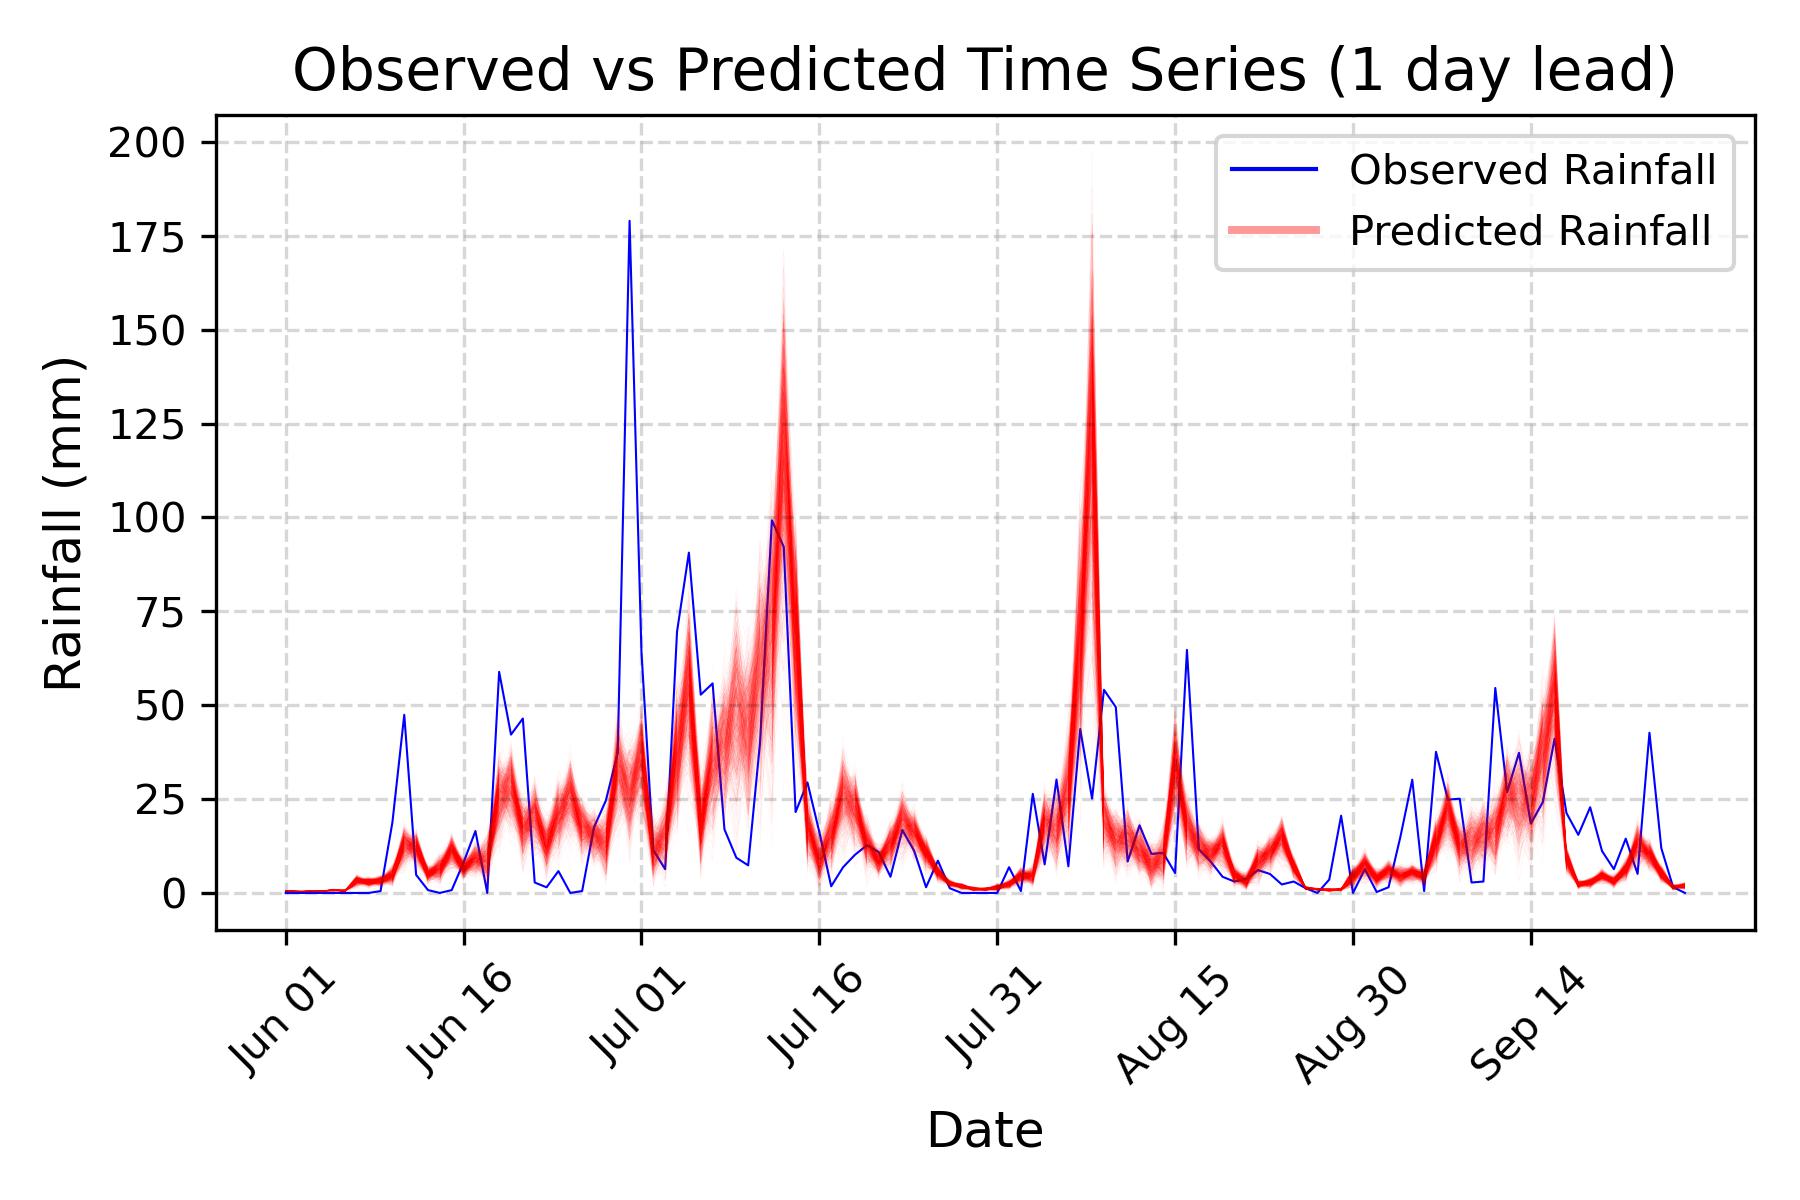 Observed vs Predicted Time Series (1 day lead)
Observed Rainfall
Predicted Rainfall
200
175
150
125
100
75
50
25
0
Rainfall (mm)
Jun 01
Jun 16
Jul 01
Jul 16
Jul 31
Aug 15
Aug 30
Sep 14
Date